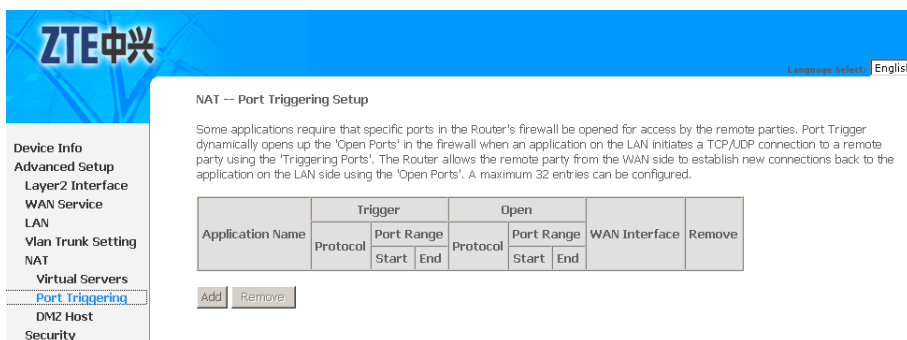 ZTE中兴
Language Select: Englis
NAT -- Port Triggering Setup
Some applications require that specific ports in the Router's firewall be opened for access by the remote parties. Port Trigger
dynamically opens up the 'Open Ports' in the firewall when an application on the LAN initiates a TCP/UDP connection to a remote
party using the 'Triggering Ports'. The Router allows the remote party from the WAN side to establish new connections back to the
application on the LAN side using the 'Open Ports'. A maximum 32 entries can be configured.
Device Info
Advanced Setup
Layer2 Interface
WAN Service
LAN
Vlan Trunk Setting
NAT
Virtual Servers
Port Triggering
DMZ Host
Security
Application Name
Trigger
Open
WAN Interface
Remove
Protocol
Port Range
Protocol
Port Range
Start
End
Start
End
Add
Remove